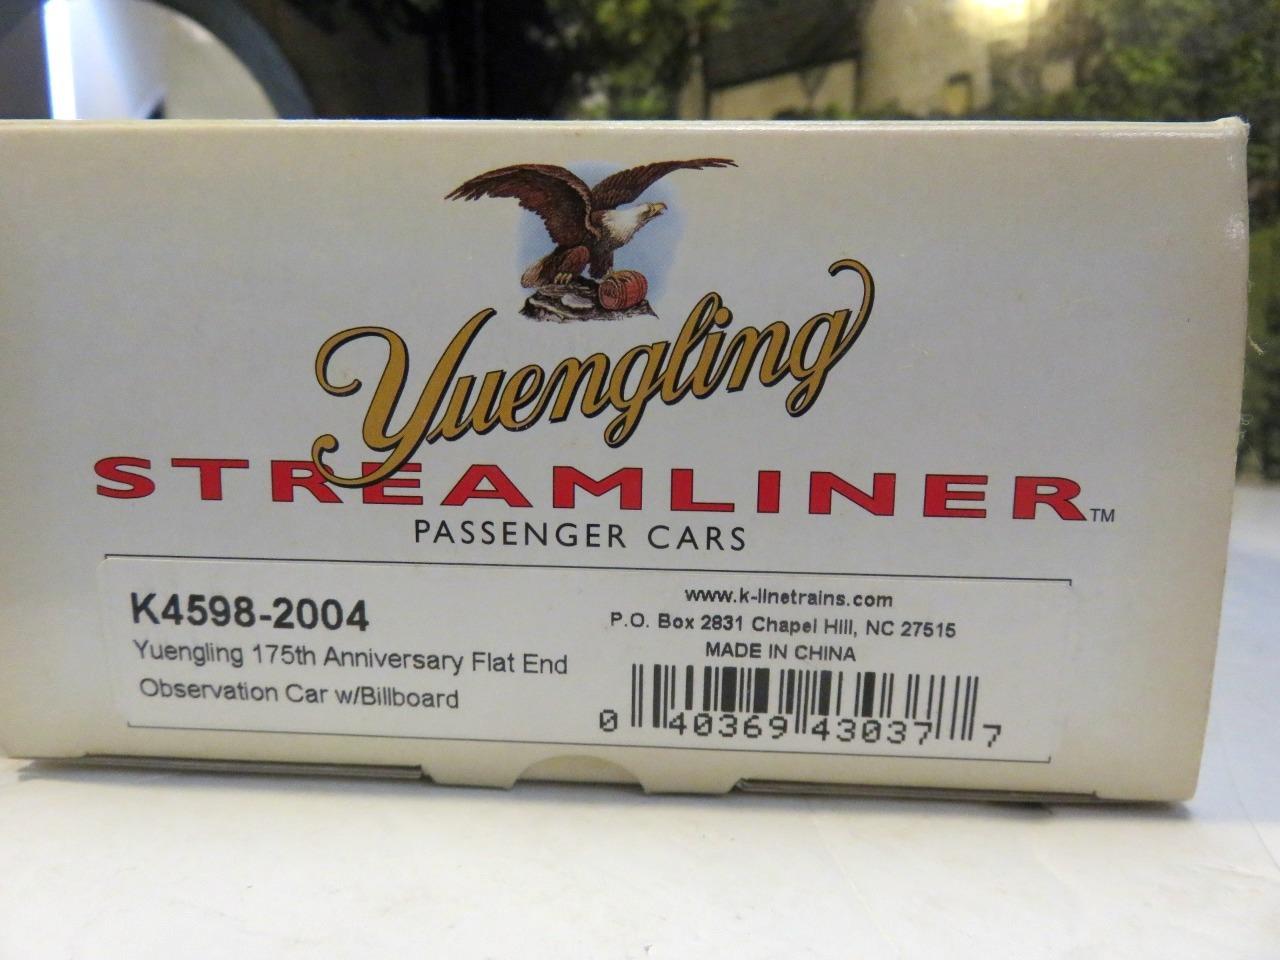 Yuengling
STREAMLINER™
PASSENGER CARS
K4598-2004
Yuengling 175th Anniversary Flat End
Observation Car w/Billboard
www.k-linetrains.com
P.O. Box 2831 Chapel Hill, NC 27515
MADE IN CHINA
0 40369 43037 7